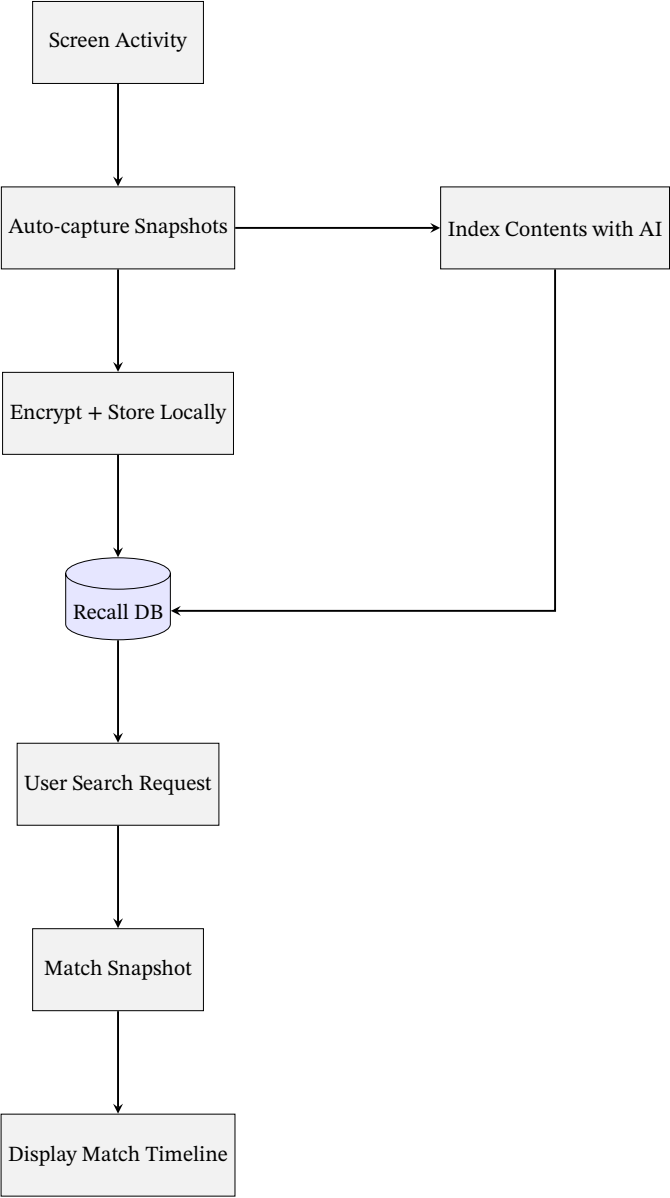 Screen Activity
Auto-capture Snapshots
Index Contents with AI
Encrypt + Store Locally
Recall DB
User Search Request
Match Snapshot
Display Match Timeline